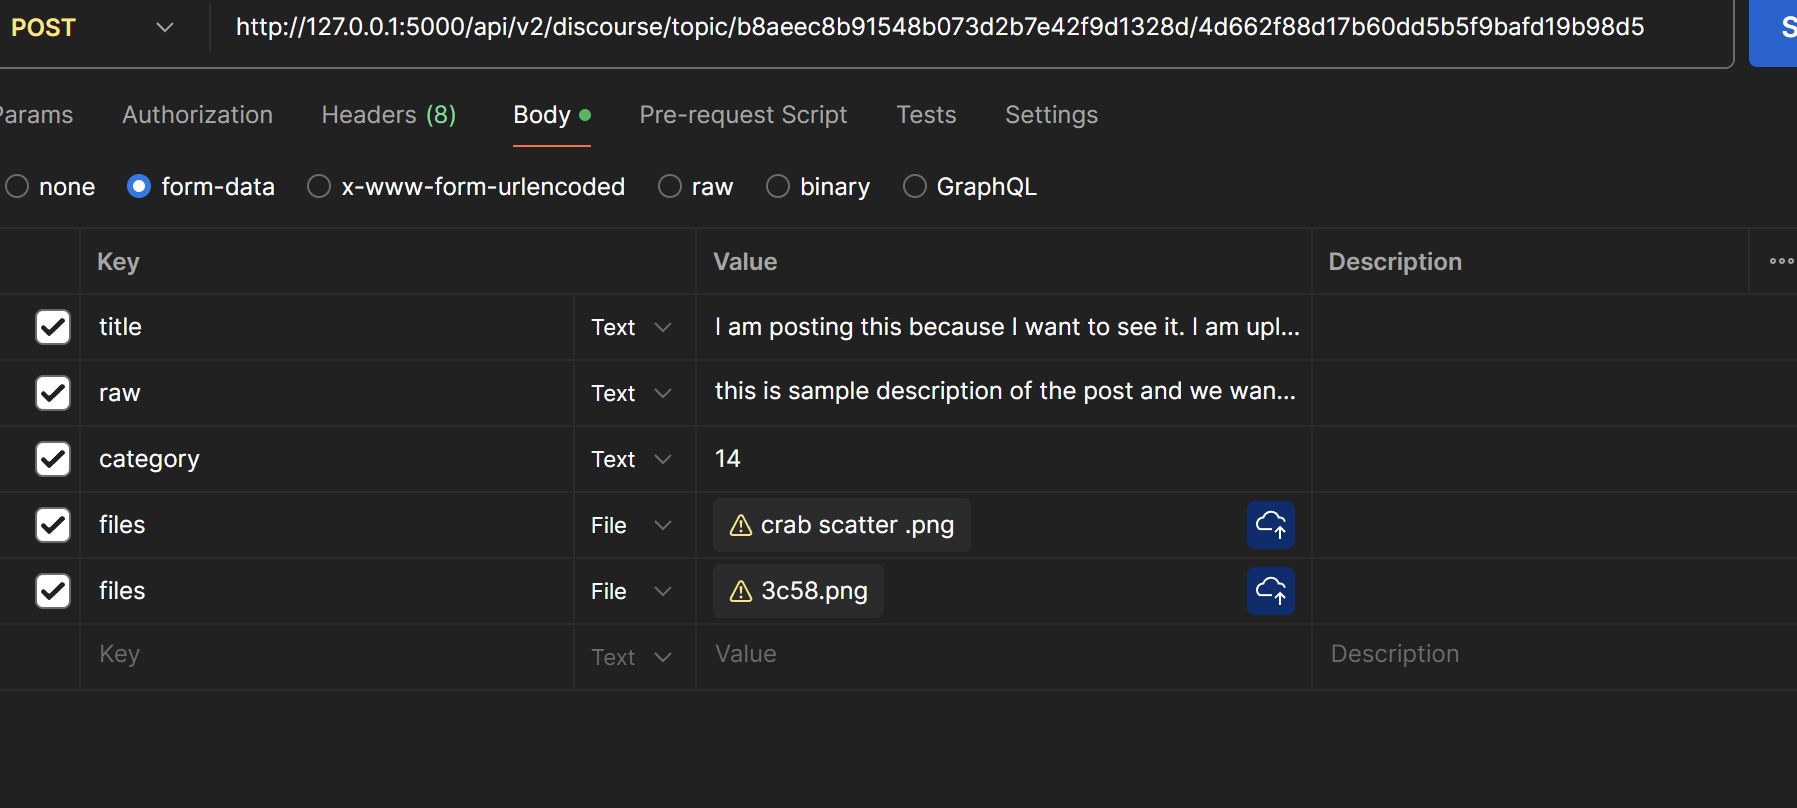 POST http://127.0.0.1:5000/api/v2/discourse/topic/b8aeec8b91548b073d2b7e42f9d1328d/4d662f88d17b60dd5b5f9bafd19b98d5 S
Params Authorization Headers (8) Body Pre-request Script Tests Settings
none form-data x-www-form-urlencoded raw binary GraphQL
Key Value Description
title Text I am posting this because I want to see it. I am upl...
raw Text this is sample description of the post and we wan...
category Text 14
files File crab scatter .png
files File 3c58.png
Key Text Value Description